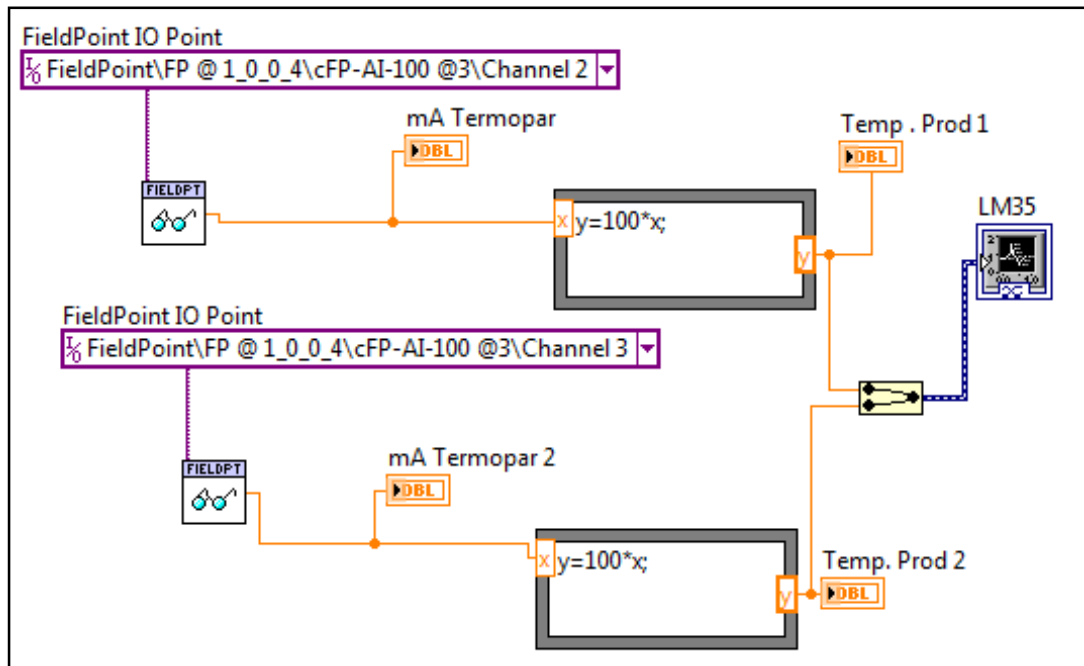 FieldPoint IO Point
FieldPoint\FP @ 1_0_0_4\cFP-AI-100 @3\Channel 2
mA Termopar
DBL
Temp . Prod 1
DBL
FIELDPT
x y=100*x;
y
LM35
FieldPoint IO Point
FieldPoint\FP @ 1_0_0_4\cFP-AI-100 @3\Channel 3
mA Termopar 2
DBL
FIELDPT
x y=100*x;
y
Temp. Prod 2
DBL